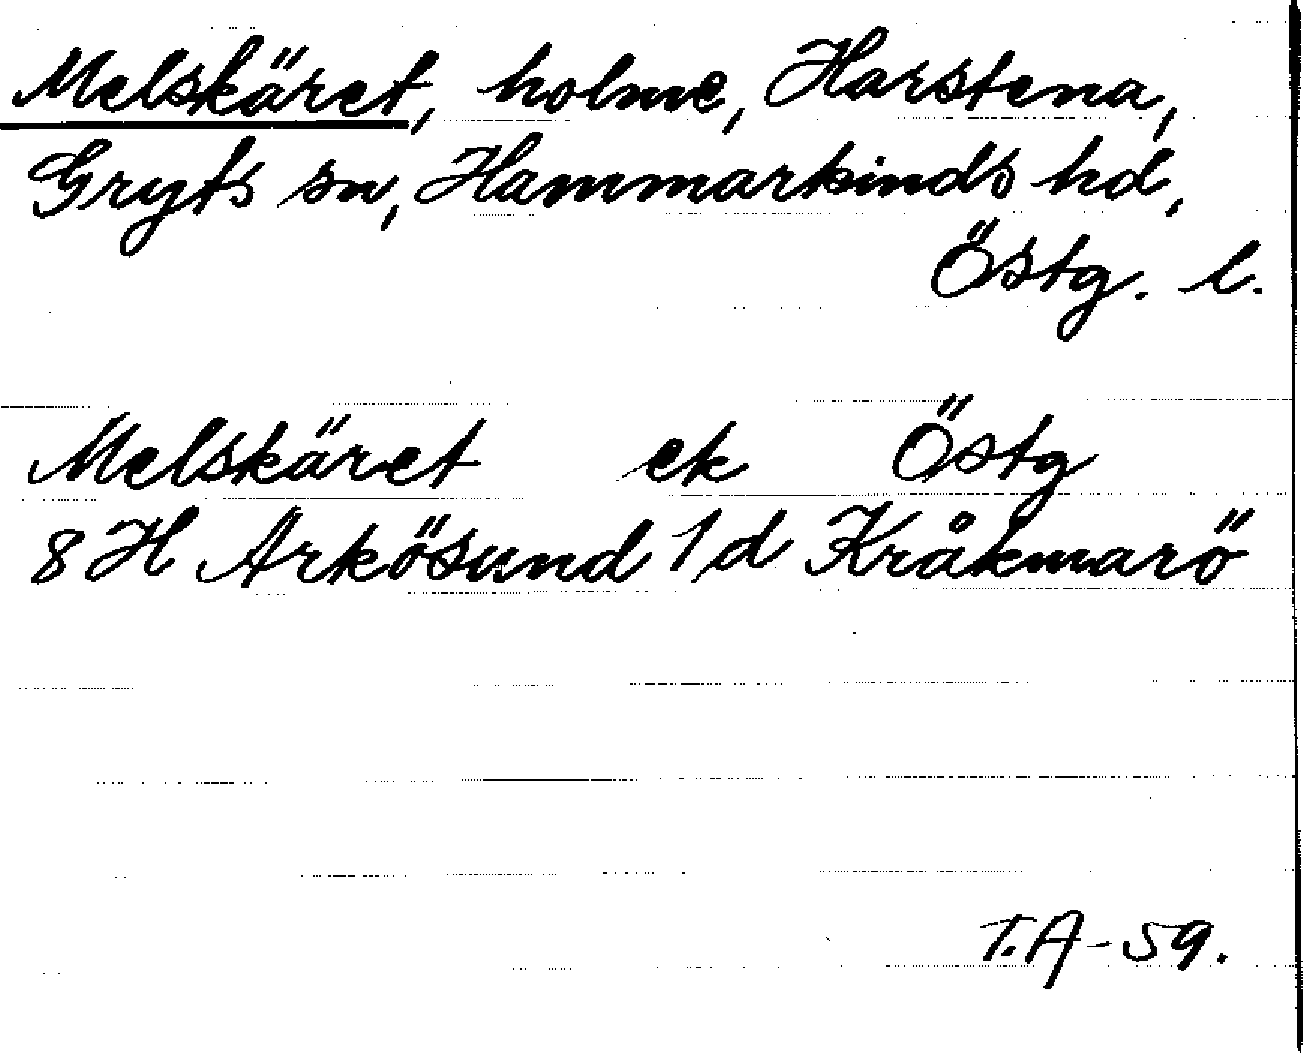 Melskäret, holme, Harstena,
Gryts sn, Hammarkinds hd,
Östg. l.
Melskäret ek Östg
8 H Arkösund 1 d Kråkmarö
T.A-59.